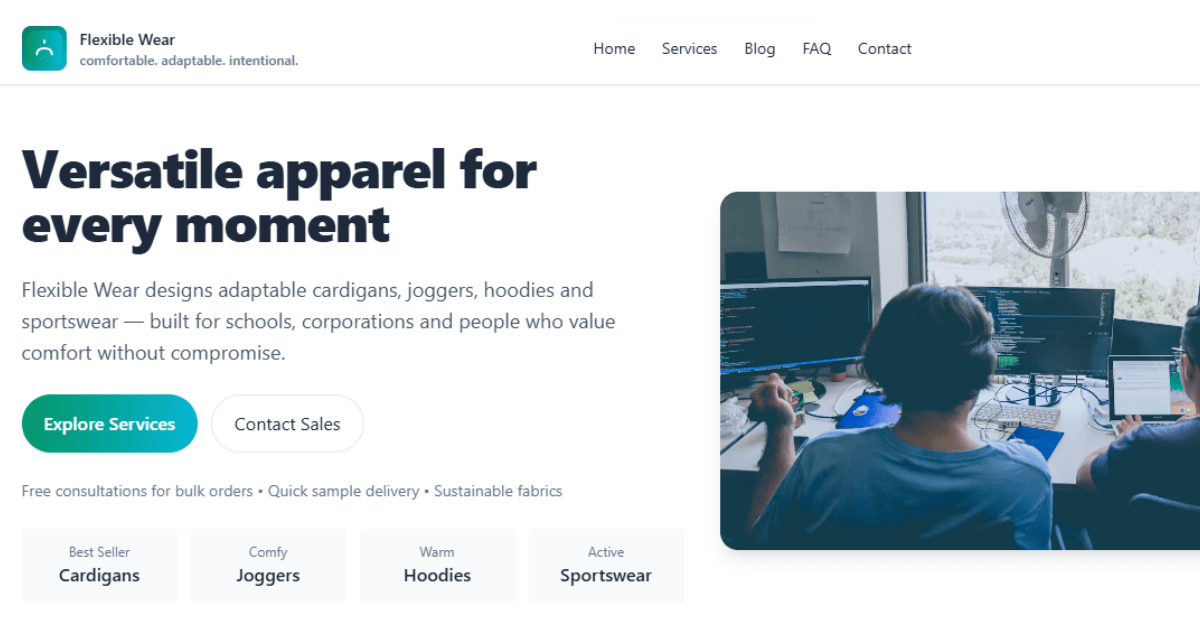 Flexible Wear
comfortable. adaptable. intentional.
Home Services Blog FAQ Contact
Versatile apparel for
every moment
Flexible Wear designs adaptable cardigans, joggers, hoodies and
sportswear — built for schools, corporations and people who value
comfort without compromise.
Explore Services Contact Sales
Free consultations for bulk orders • Quick sample delivery • Sustainable fabrics
Best Seller
Cardigans
Comfy
Joggers
Warm
Hoodies
Active
Sportswear